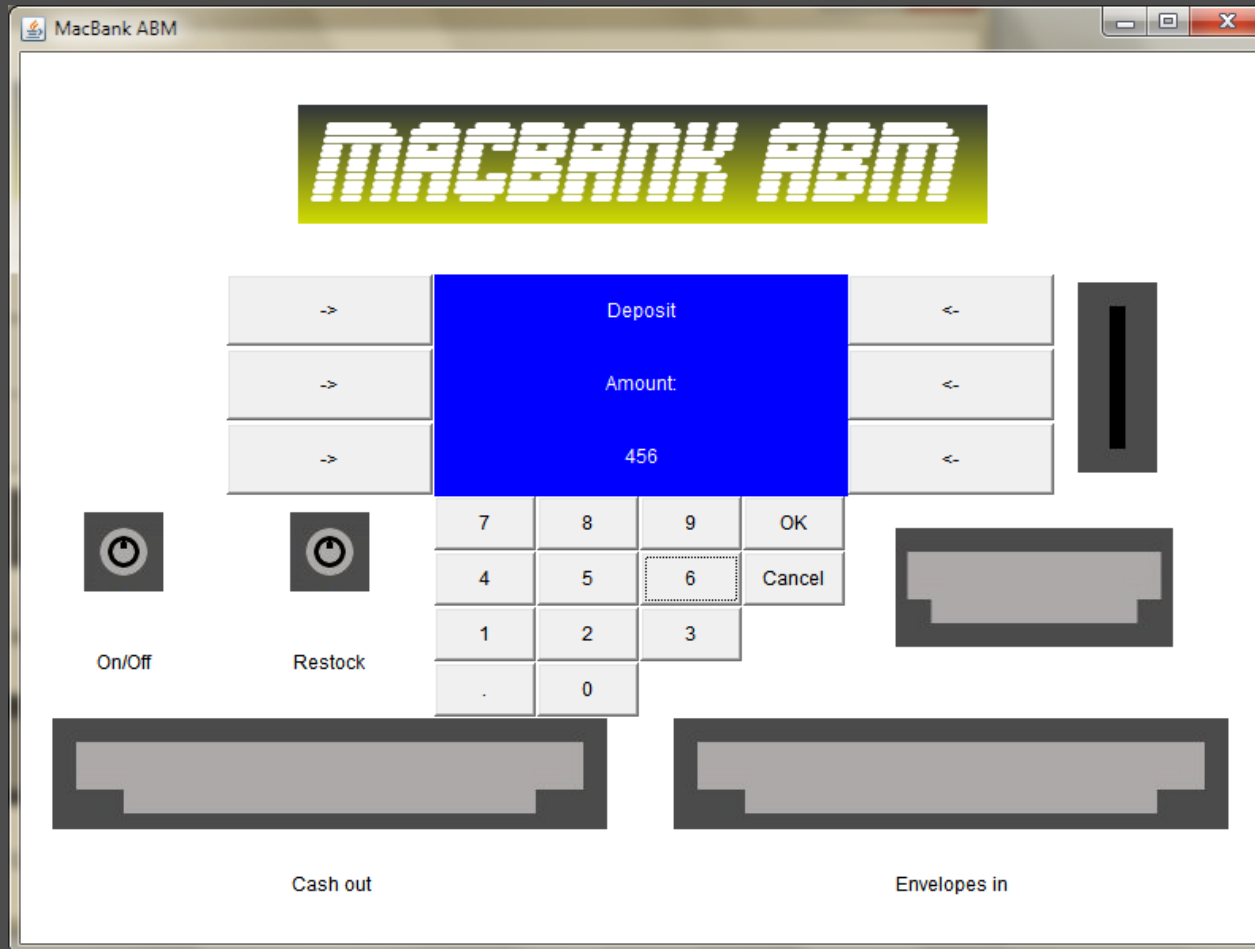 MacBank ABM
MACBANK ABM
-> Deposit <-
-> Amount: <-
-> 456 <-
7 8 9 OK
4 5 6 Cancel
1 2 3
. 0
On/Off Restock
Cash out Envelopes in